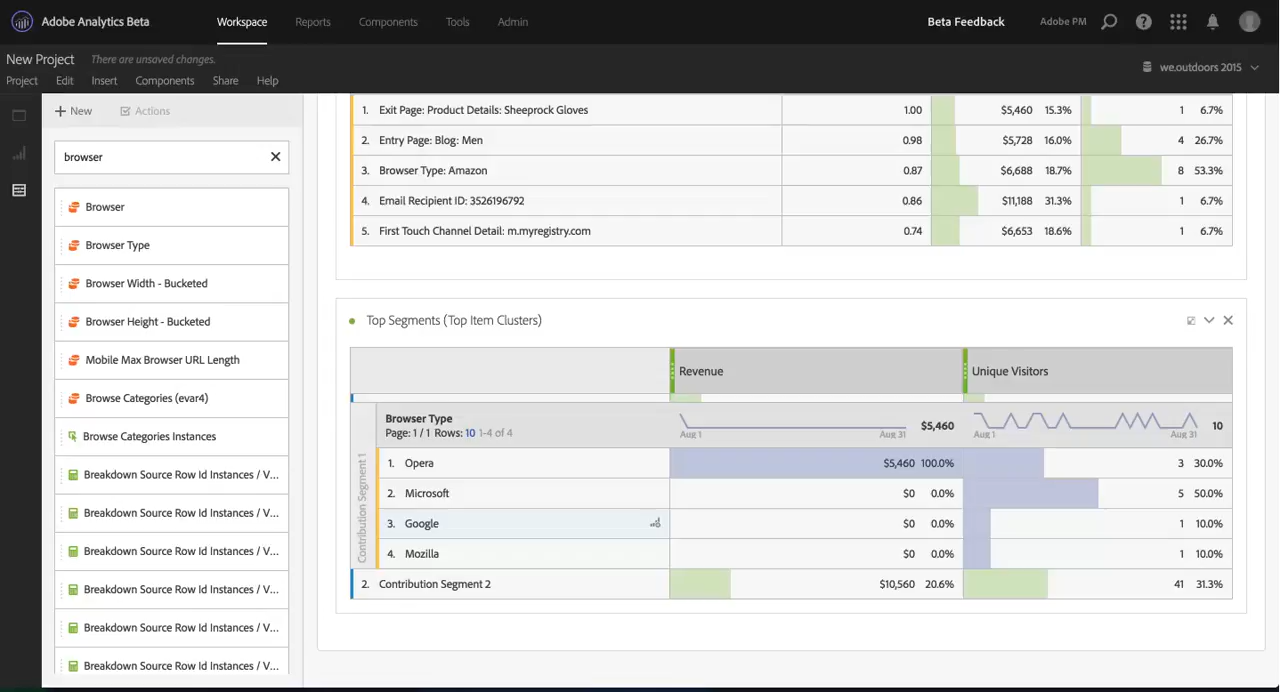 Adobe Analytics Beta Workspace Reports Components Tools Admin Beta Feedback Adobe PM
New Project There are unsaved changes.
Project Edit Insert Components Share Help
we.outdoors 2015
+ New Actions
browser
Browser
Browser Type
Browser Width - Bucketed
Browser Height - Bucketed
Mobile Max Browser URL Length
Browse Categories (evar4)
Browse Categories Instances
Breakdown Source Row Id Instances / V...
Breakdown Source Row Id Instances / V...
Breakdown Source Row Id Instances / V...
Breakdown Source Row Id Instances / V...
Breakdown Source Row Id Instances / V...
Breakdown Source Row Id Instances / V...
1. Exit Page: Product Details: Sheeprock Gloves 1.00 $5,460 15.3% 1 6.7%
2. Entry Page: Blog: Men 0.98 $5,728 16.0% 4 26.7%
3. Browser Type: Amazon 0.87 $6,688 18.7% 8 53.3%
4. Email Recipient ID: 3526196792 0.86 $11,188 31.3% 1 6.7%
5. First Touch Channel Detail: m.myregistry.com 0.74 $6,653 18.6% 1 6.7%
Top Segments (Top Item Clusters)
Revenue Unique Visitors
Contribution Segment 1
Browser Type
Page: 1 / 1 Rows: 10 1-4 of 4
Aug 1 Aug 31 $5,460 Aug 1 Aug 31 10
1. Opera $5,460 100.0% 3 30.0%
2. Microsoft $0 0.0% 5 50.0%
3. Google $0 0.0% 1 10.0%
4. Mozilla $0 0.0% 1 10.0%
2. Contribution Segment 2 $10,560 20.6% 41 31.3%